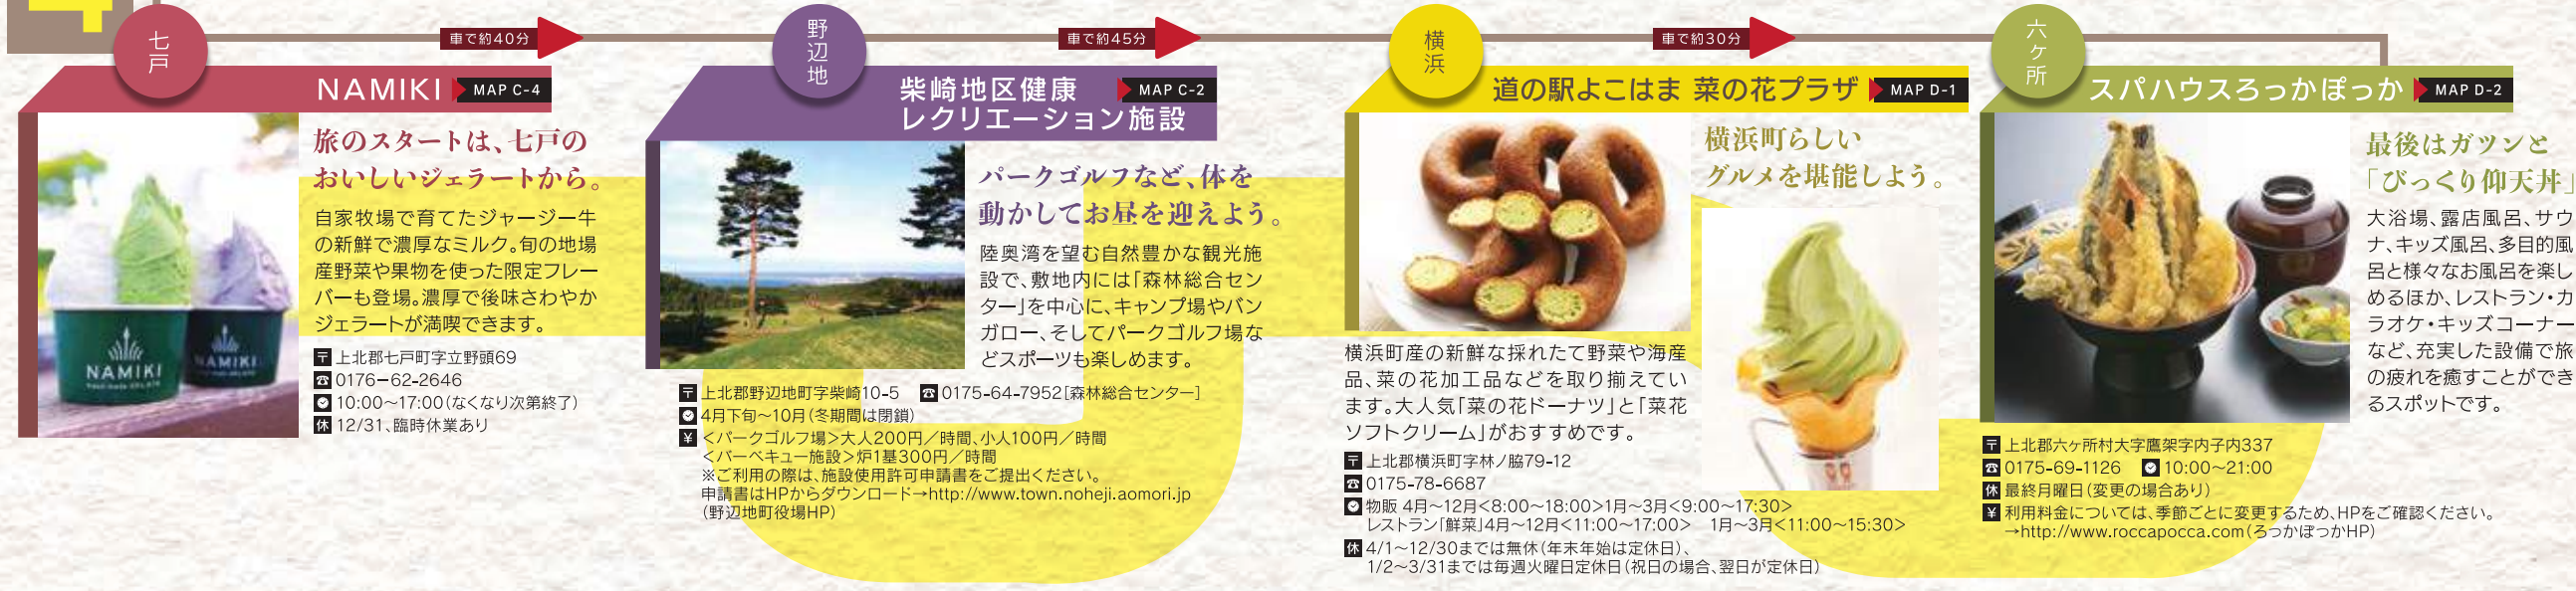 4
七戸
車で約40分
NAMIKI
MAP C-4
旅のスタートは、七戸の
おいしいジェラートから。
自家牧場で育てたジャージー牛
の新鮮で濃厚なミルク。旬の地場
産野菜や果物を使った限定フレー
バーも登場。濃厚で後味さわやか
ジェラートが満喫できます。
〒 上北郡七戸町字立野頭69
☎ 0176−62-2646
10:00〜17:00(なくなり次第終了)
休 12/31、臨時休業あり
NAMIKI
NAMIKI
野辺地
車で約45分
柴崎地区健康
レクリエーション施設
MAP C-2
パークゴルフなど、体を
動かしてお昼を迎えよう。
陸奥湾を望む自然豊かな観光施
設で、敷地内には「森林総合セン
ター」を中心に、キャンプ場やバン
ガロー、そしてパークゴルフ場な
どスポーツも楽しめます。
〒 上北郡野辺地町字柴崎10-5 ☎ 0175-64-7952[森林総合センター]
4月下旬〜10月(冬期間は閉鎖)
¥ <パークゴルフ場>大人200円／時間、小人100円／時間
<バーベキュー施設>炉1基300円／時間
※ご利用の際は、施設使用許可申請書をご提出ください。
申請書はHPからダウンロード→http://www.town.noheji.aomori.jp
(野辺地町役場HP)
横浜
車で約30分
道の駅よこはま 菜の花プラザ
MAP D-1
横浜町らしい
グルメを堪能しよう。
横浜町産の新鮮な採れたて野菜や海産
品、菜の花加工品などを取り揃えてい
ます。大人気「菜の花ドーナツ」と「菜花
ソフトクリーム」がおすすめです。
〒 上北郡横浜町字林ノ脇79-12
☎ 0175-78-6687
物販 4月〜12月<8:00〜18:00>1月〜3月<9:00〜17:30>
レストラン「鮮菜」4月〜12月<11:00〜17:00> 1月〜3月<11:00〜15:30>
休 4/1〜12/30までは無休(年末年始は定休日)、
1/2〜3/31までは毎週火曜日定休日(祝日の場合、翌日が定休日)
六ヶ所
スパハウスろっかぽっか
MAP D-2
最後はガツンと
「びっくり仰天丼」
大浴場、露店風呂、サウ
ナ、キッズ風呂、多目的風
呂と様々なお風呂を楽し
めるほか、レストラン・カ
ラオケ・キッズコーナー
など、充実した設備で旅
の疲れを癒すことができ
るスポットです。
〒 上北郡六ヶ所村大字鷹架字内子内337
☎ 0175-69-1126 10:00〜21:00
休 最終月曜日(変更の場合あり)
¥ 利用料金については、季節ごとに変更するため、HPをご確認ください。
→http://www.roccapocca.com(ろっかぽっかHP)